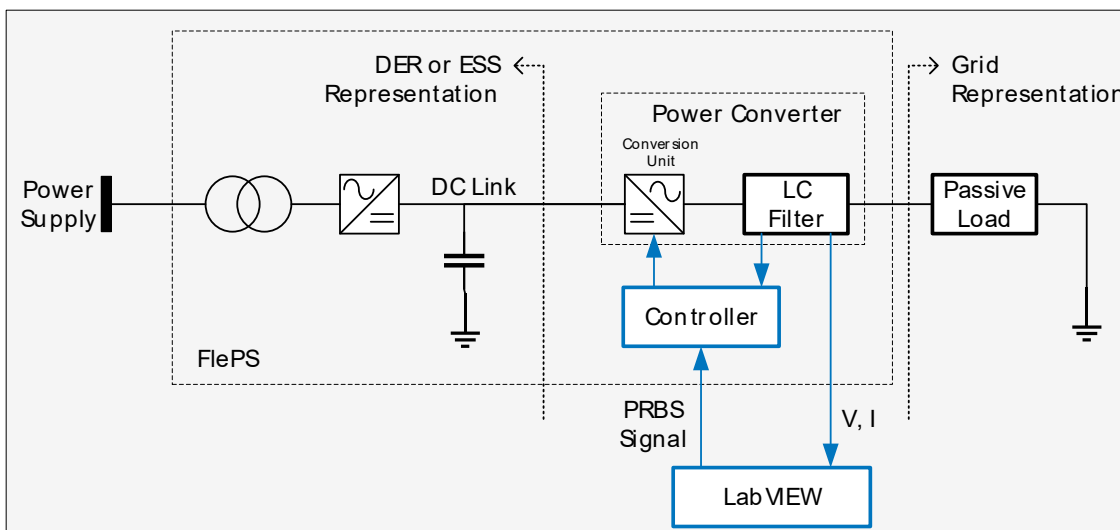 DER or ESS
Representation
Grid
Representation
Power Converter
Conversion
Unit
Power
Supply
DC Link
LC
Filter
Passive
Load
Controller
FlePS
PRBS
Signal
V, I
LabVIEW